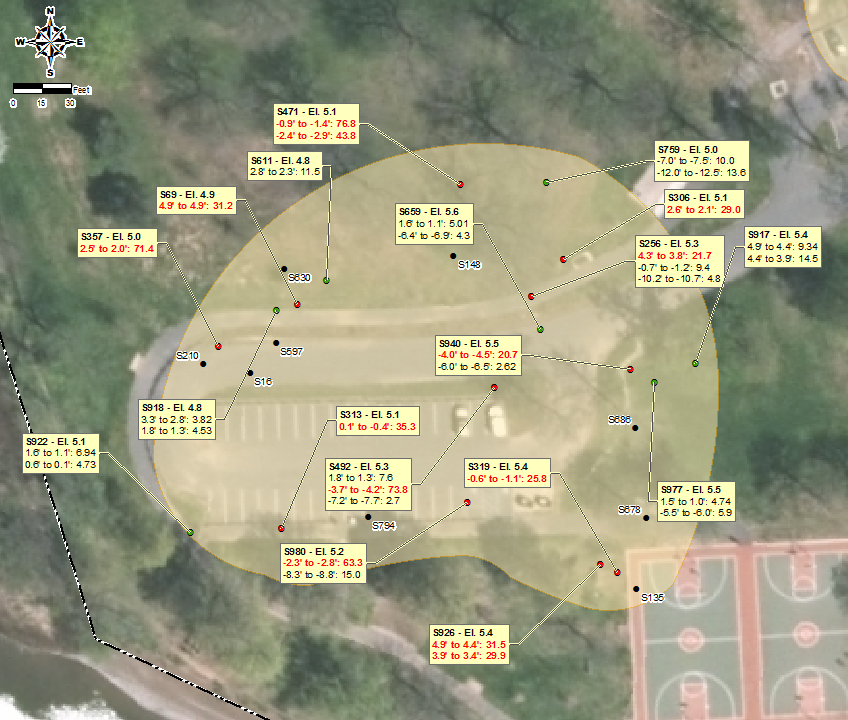 N
W E
S
Feet
0 15 30
S471 - El. 5.1
-0.9' to -1.4': 76.8
-2.4' to -2.9': 43.8
S611 - El. 4.8
2.8' to 2.3': 11.5
S759 - El. 5.0
-7.0' to -7.5': 10.0
-12.0' to -12.5': 13.6
S69 - El. 4.9
4.9' to 4.9': 31.2
S306 - El. 5.1
2.6' to 2.1': 29.0
S659 - El. 5.6
1.6' to 1.1': 5.01
-6.4' to -6.9': 4.3
S357 - El. 5.0
2.5' to 2.0': 71.4
S256 - El. 5.3
4.3' to 3.8': 21.7
-0.7' to -1.2': 9.4
-10.2' to -10.7': 4.8
S917 - El. 5.4
4.9' to 4.4': 9.34
4.4' to 3.9': 14.5
S148
S630
S597
S210
S16
S940 - El. 5.5
-4.0' to -4.5': 20.7
-6.0' to -6.5': 2.62
S918 - El. 4.8
3.3' to 2.8': 3.82
1.8' to 1.3': 4.53
S313 - El. 5.1
0.1' to -0.4': 35.3
S686
S922 - El. 5.1
1.6' to 1.1': 6.94
0.6' to 0.1': 4.73
S492 - El. 5.3
1.8' to 1.3': 7.6
-3.7' to -4.2': 73.8
-7.2' to -7.7': 2.7
S319 - El. 5.4
-0.6' to -1.1': 25.8
S977 - El. 5.5
1.5' to 1.0': 4.74
-5.5' to -6.0': 5.9
S678
S794
S980 - El. 5.2
-2.3' to -2.8': 63.3
-8.3' to -8.8': 15.0
S135
S926 - El. 5.4
4.9' to 4.4': 31.5
3.9' to 3.4': 29.9